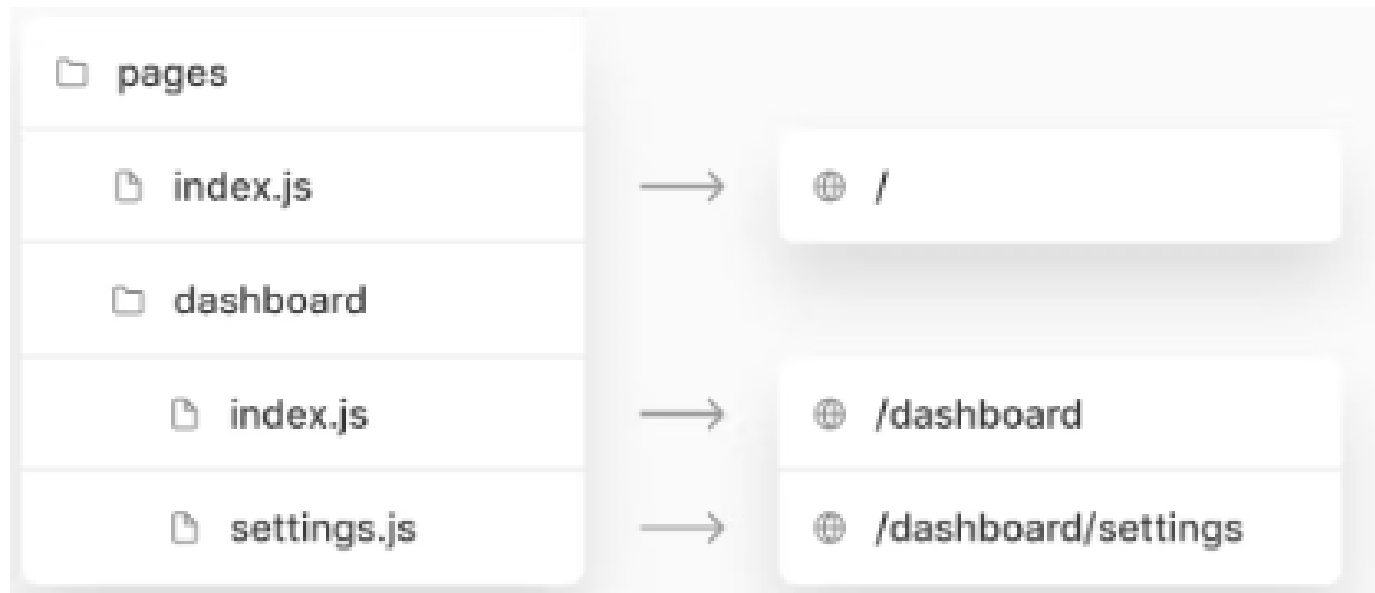 pages
index.js
/
dashboard
index.js
/dashboard
settings.js
/dashboard/settings